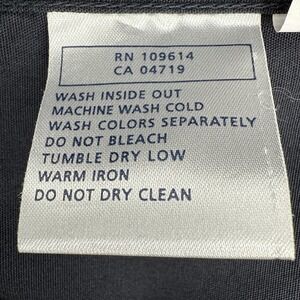 RN 109614
CA 04719
WASH INSIDE OUT
MACHINE WASH COLD
WASH COLORS SEPARATELY
DO NOT BLEACH
TUMBLE DRY LOW
WARM IRON
DO NOT DRY CLEAN